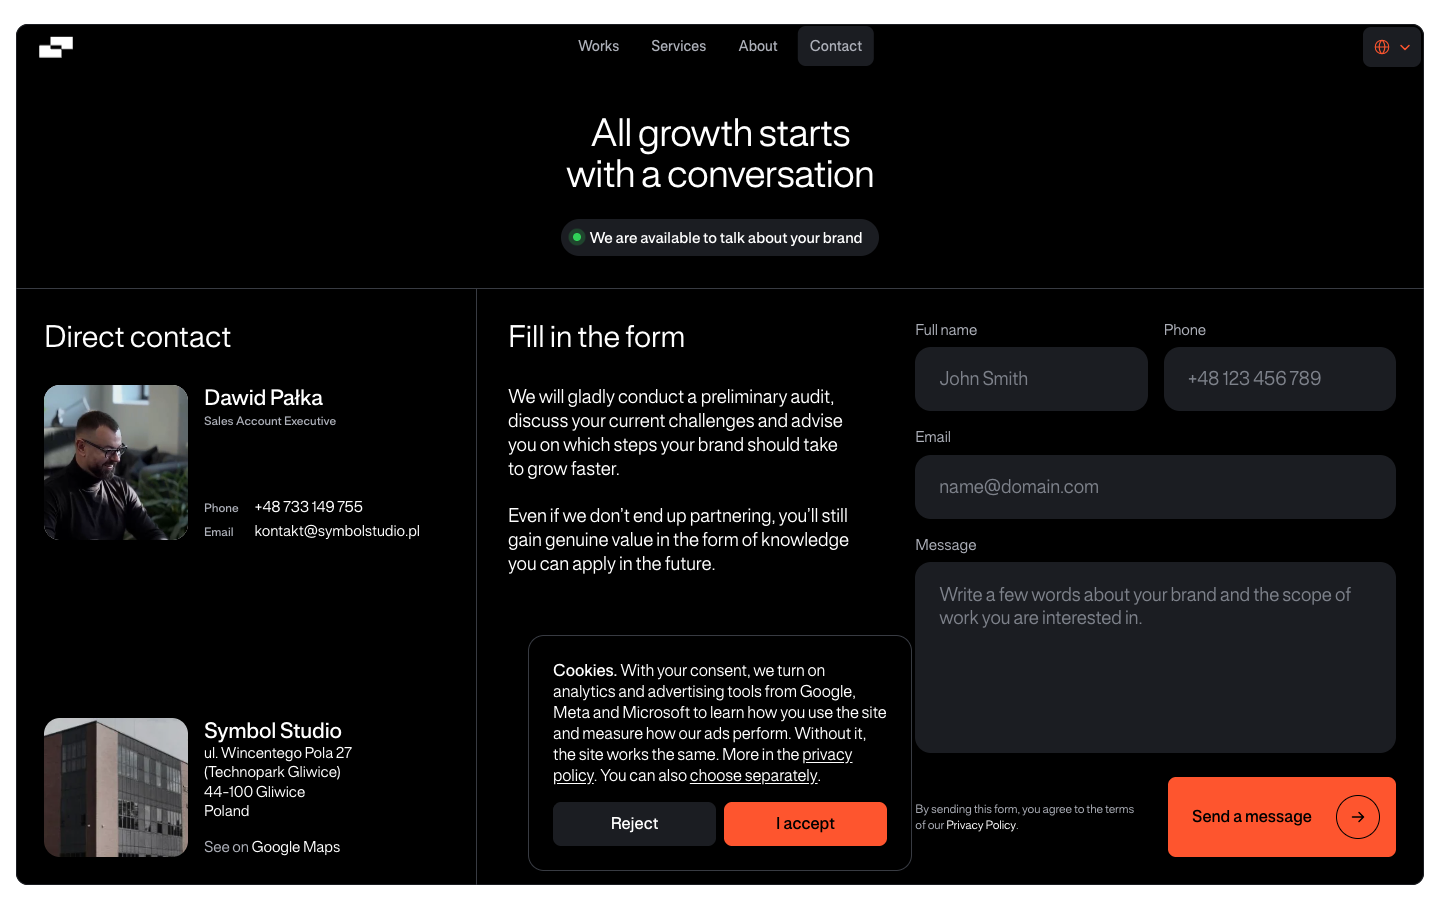 Works
Services
About
Contact
All growth starts
with a conversation
We are available to talk about your brand
Direct contact
Dawid Pałka
Sales Account Executive
Phone +48 733 149 755
Email kontakt@symbolstudio.pl
Symbol Studio
ul. Wincentego Pola 27
(Technopark Gliwice)
44-100 Gliwice
Poland
See on Google Maps
Fill in the form
We will gladly conduct a preliminary audit,
discuss your current challenges and advise
you on which steps your brand should take
to grow faster.
Even if we don’t end up partnering, you’ll still
gain genuine value in the form of knowledge
you can apply in the future.
Full name
John Smith
Phone
+48 123 456 789
Email
name@domain.com
Message
Write a few words about your brand and the scope of
work you are interested in.
By sending this form, you agree to the terms
of our Privacy Policy.
Send a message
Cookies. With your consent, we turn on
analytics and advertising tools from Google,
Meta and Microsoft to learn how you use the site
and measure how our ads perform. Without it,
the site works the same. More in the privacy
policy. You can also choose separately.
Reject
I accept